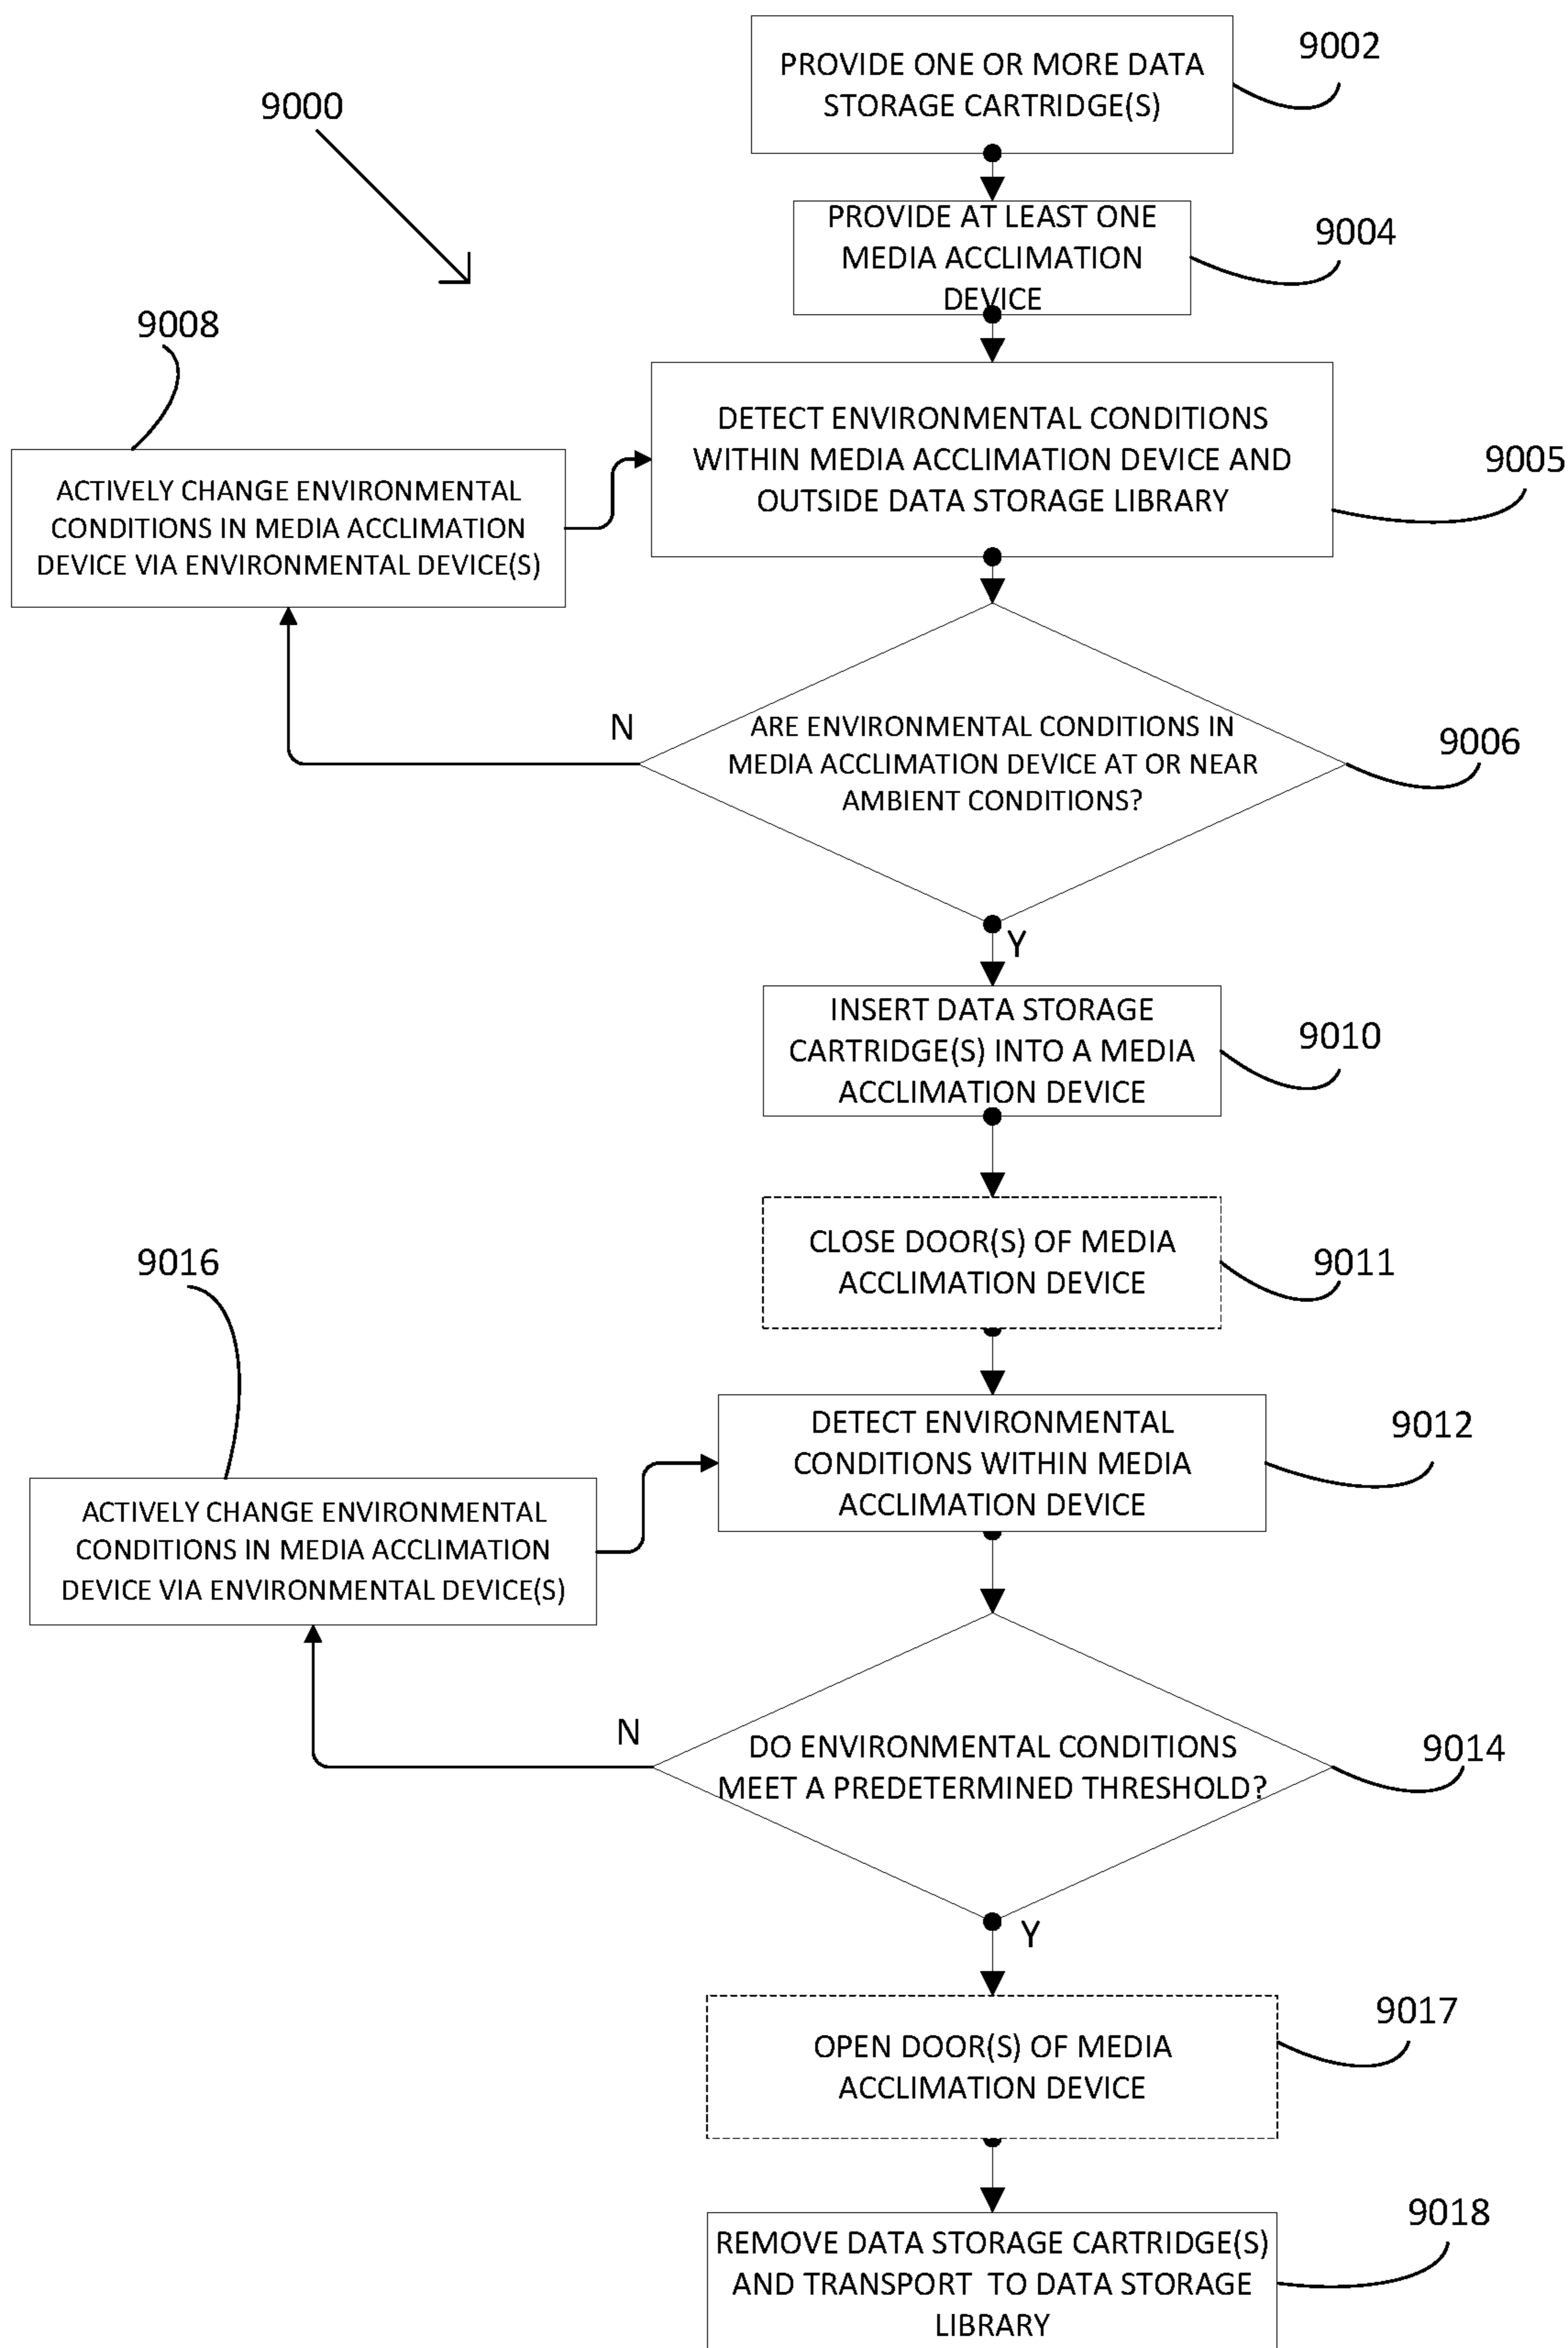 9000
PROVIDE ONE OR MORE DATA
STORAGE CARTRIDGE(S)
9002
PROVIDE AT LEAST ONE
MEDIA ACCLIMATION
DEVICE
9004
DETECT ENVIRONMENTAL CONDITIONS
WITHIN MEDIA ACCLIMATION DEVICE AND
OUTSIDE DATA STORAGE LIBRARY
9005
9008
ACTIVELY CHANGE ENVIRONMENTAL
CONDITIONS IN MEDIA ACCLIMATION
DEVICE VIA ENVIRONMENTAL DEVICE(S)
N
ARE ENVIRONMENTAL CONDITIONS IN
MEDIA ACCLIMATION DEVICE AT OR NEAR
AMBIENT CONDITIONS?
9006
Y
INSERT DATA STORAGE
CARTRIDGE(S) INTO A MEDIA
ACCLIMATION DEVICE
9010
CLOSE DOOR(S) OF MEDIA
ACCLIMATION DEVICE
9011
DETECT ENVIRONMENTAL
CONDITIONS WITHIN MEDIA
ACCLIMATION DEVICE
9012
9016
ACTIVELY CHANGE ENVIRONMENTAL
CONDITIONS IN MEDIA ACCLIMATION
DEVICE VIA ENVIRONMENTAL DEVICE(S)
N
DO ENVIRONMENTAL CONDITIONS
MEET A PREDETERMINED THRESHOLD?
9014
Y
OPEN DOOR(S) OF MEDIA
ACCLIMATION DEVICE
9017
REMOVE DATA STORAGE CARTRIDGE(S)
AND TRANSPORT TO DATA STORAGE
LIBRARY
9018